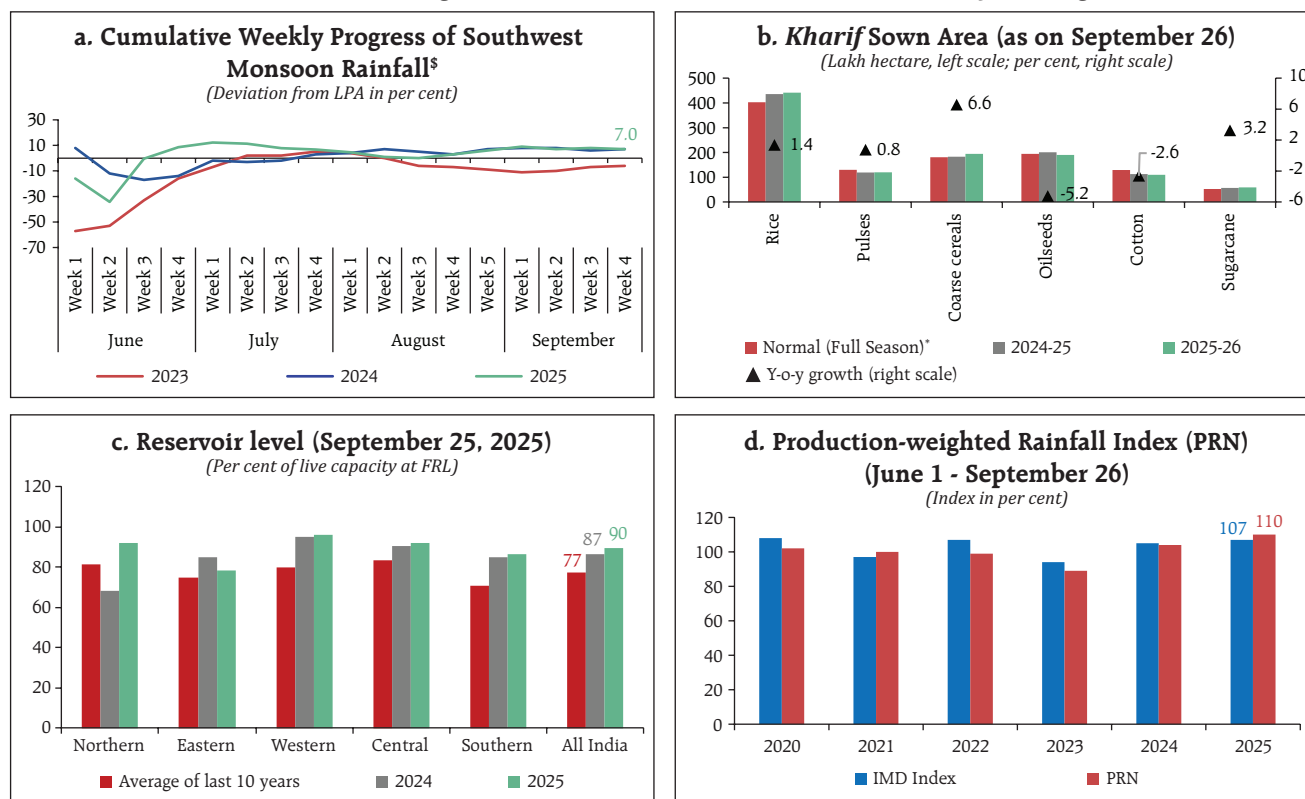 a. Cumulative Weekly Progress of Southwest
Monsoon Rainfall$
(Deviation from LPA in per cent)
30
10
-10
-30
-50
-70
7.0
Week 1
Week 2
Week 3
Week 4
Week 1
Week 2
Week 3
Week 4
Week 1
Week 2
Week 3
Week 4
Week 5
Week 1
Week 2
Week 3
Week 4
June July August September
2023 2024 2025
b. Kharif Sown Area (as on September 26)
(Lakh hectare, left scale; per cent, right scale)
500
400
300
200
100
0
10
6
2
-2
-6
1.4
0.8
6.6
-5.2
-2.6
3.2
Rice
Pulses
Coarse cereals
Oilseeds
Cotton
Sugarcane
Normal (Full Season)* 2024-25 2025-26
Y-o-y growth (right scale)
c. Reservoir level (September 25, 2025)
(Per cent of live capacity at FRL)
120
100
80
60
40
20
0
77 87 90
Northern Eastern Western Central Southern All India
Average of last 10 years 2024 2025
d. Production-weighted Rainfall Index (PRN)
(June 1 - September 26)
(Index in per cent)
120
100
80
60
40
20
0
107 110
2020 2021 2022 2023 2024 2025
IMD Index PRN